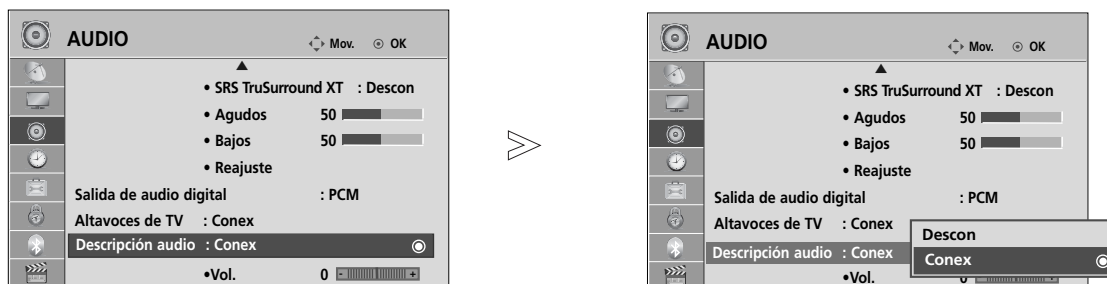 AUDIO Mov. OK
• SRS TruSurround XT : Descon
• Agudos 50
• Bajos 50
• Reajuste
Salida de audio digital : PCM
Altavoces de TV : Conex
Descripción audio : Conex
•Vol. 0 - +
AUDIO Mov. OK
• SRS TruSurround XT : Descon
• Agudos 50
• Bajos 50
• Reajuste
Salida de audio digital : PCM
Altavoces de TV : Conex
Descripción audio : Conex
Descon
Conex
•Vol. 0